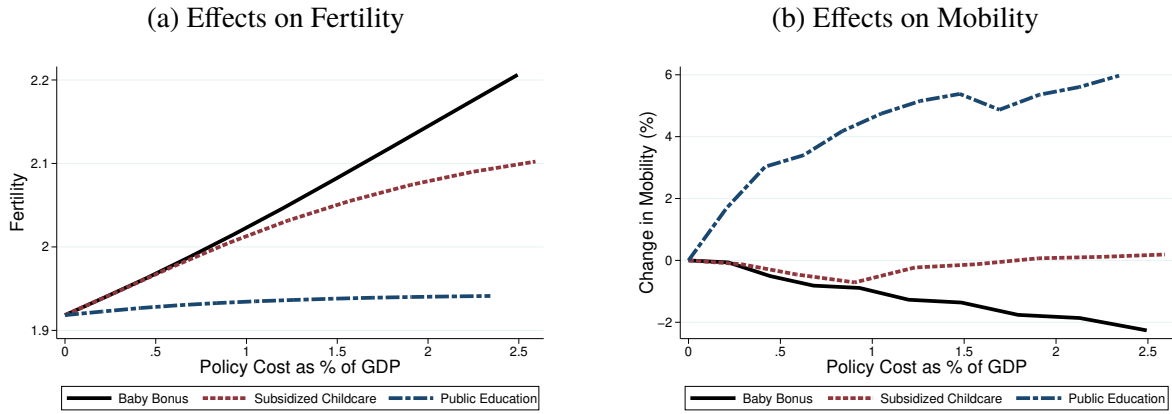 (a) Effects on Fertility
2.2
2.1
2
1.9
Fertility
0
.5
1
1.5
2
2.5
Policy Cost as % of GDP
Baby Bonus
Subsidized Childcare
Public Education
(b) Effects on Mobility
6
4
2
0
−2
Change in Mobility (%)
0
.5
1
1.5
2
2.5
Policy Cost as % of GDP
Baby Bonus
Subsidized Childcare
Public Education